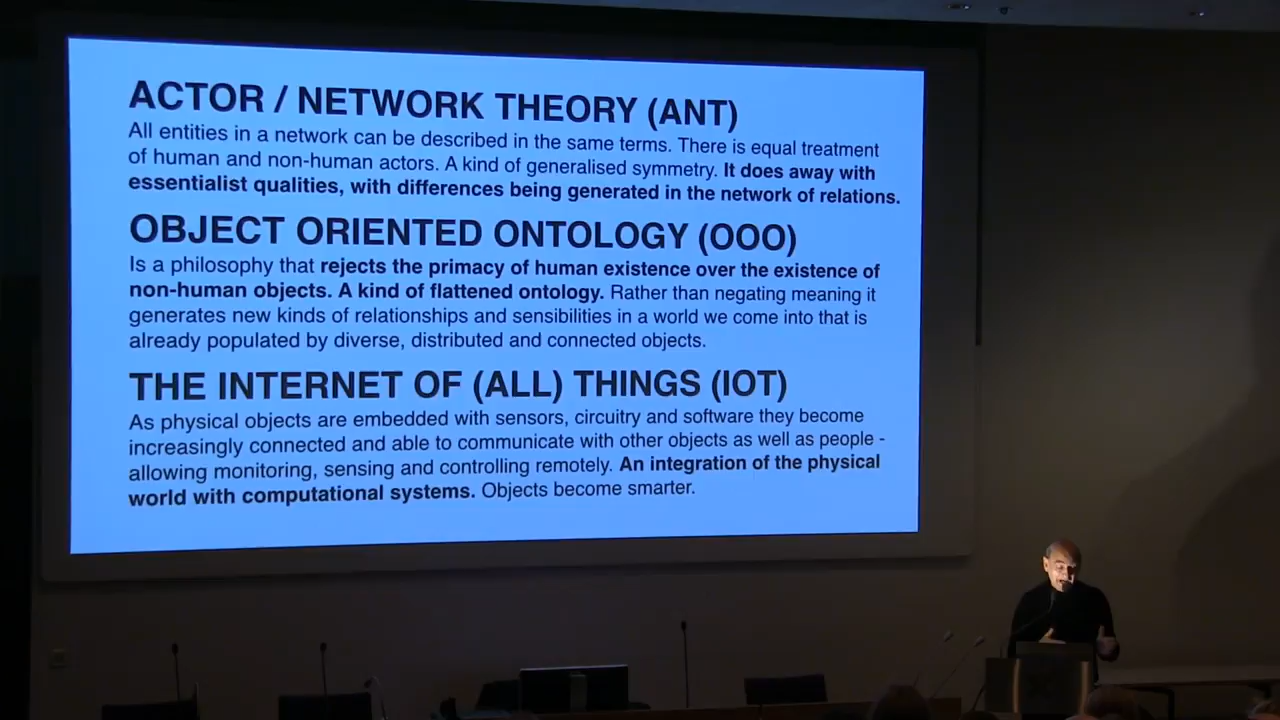 ACTOR / NETWORK THEORY (ANT)
All entities in a network can be described in the same terms. There is equal treatment
of human and non-human actors. A kind of generalised symmetry. It does away with
essentialist qualities, with differences being generated in the network of relations.
OBJECT ORIENTED ONTOLOGY (OOO)
Is a philosophy that rejects the primacy of human existence over the existence of
non-human objects. A kind of flattened ontology. Rather than negating meaning it
generates new kinds of relationships and sensibilities in a world we come into that is
already populated by diverse, distributed and connected objects.
THE INTERNET OF (ALL) THINGS (IOT)
As physical objects are embedded with sensors, circuitry and software they become
increasingly connected and able to communicate with other objects as well as people -
allowing monitoring, sensing and controlling remotely. An integration of the physical
world with computational systems. Objects become smarter.